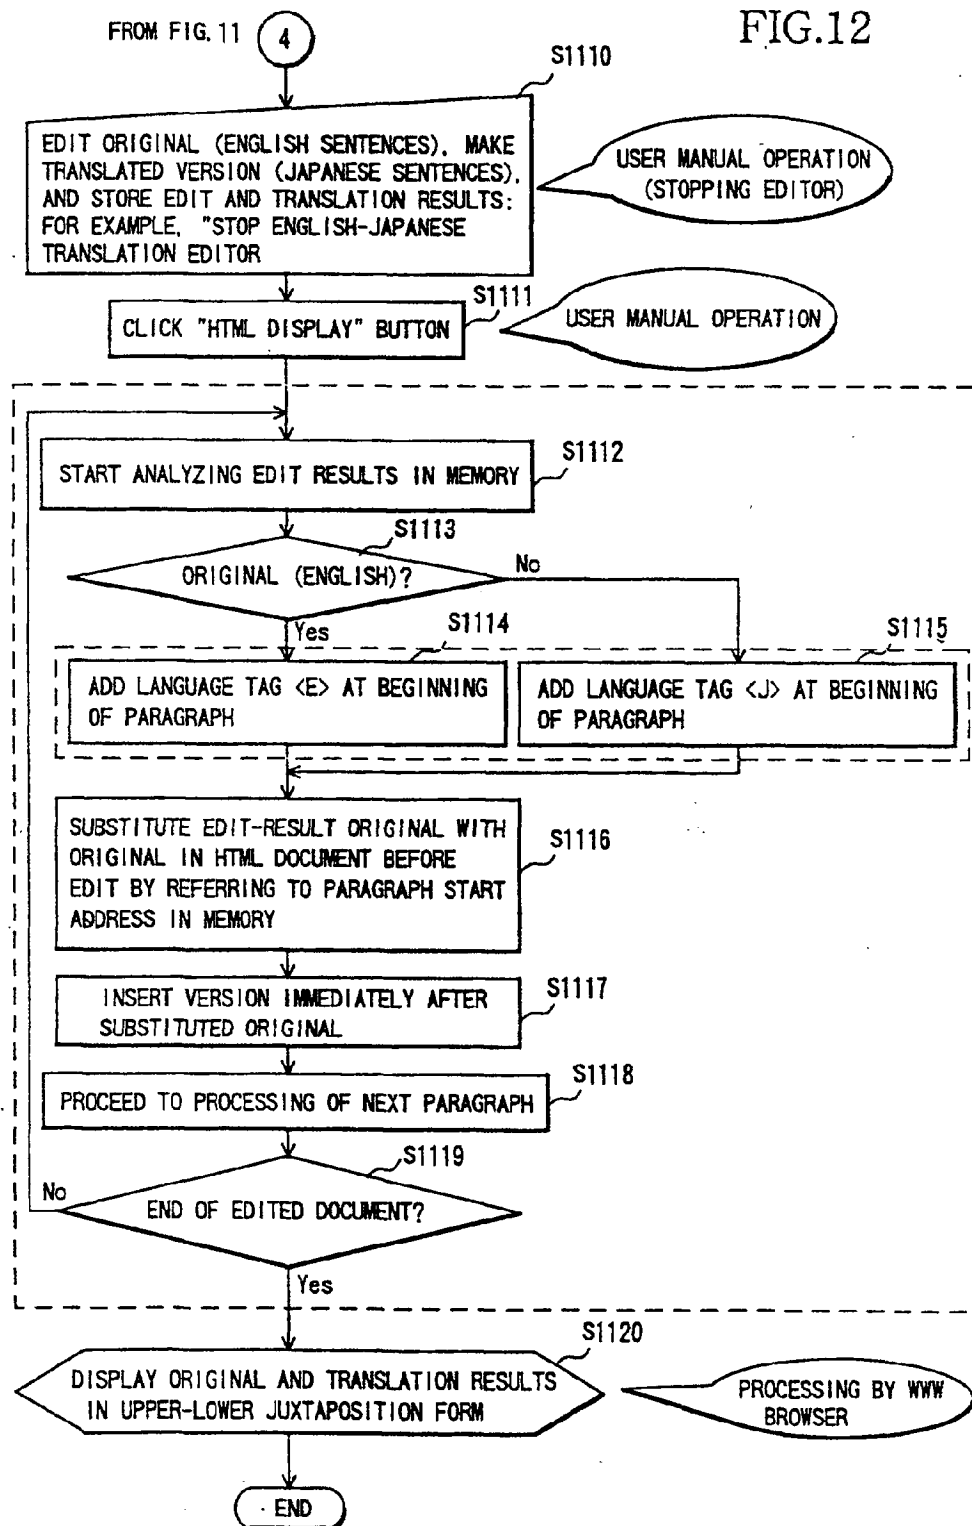 FROM FIG. 11
4
FIG.12
S1110
EDIT ORIGINAL (ENGLISH SENTENCES), MAKE
TRANSLATED VERSION (JAPANESE SENTENCES),
AND STORE EDIT AND TRANSLATION RESULTS:
FOR EXAMPLE, "STOP ENGLISH-JAPANESE
TRANSLATION EDITOR
USER MANUAL OPERATION
(STOPPING EDITOR)
S1111
CLICK "HTML DISPLAY" BUTTON
USER MANUAL OPERATION
S1112
START ANALYZING EDIT RESULTS IN MEMORY
S1113
ORIGINAL (ENGLISH)?
No
Yes
S1114
ADD LANGUAGE TAG <E> AT BEGINNING
OF PARAGRAPH
S1115
ADD LANGUAGE TAG <J> AT BEGINNING
OF PARAGRAPH
SUBSTITUTE EDIT-RESULT ORIGINAL WITH
ORIGINAL IN HTML DOCUMENT BEFORE
EDIT BY REFERRING TO PARAGRAPH START
ADDRESS IN MEMORY
S1116
INSERT VERSION IMMEDIATELY AFTER
SUBSTITUTED ORIGINAL
S1117
PROCEED TO PROCESSING OF NEXT PARAGRAPH
S1118
S1119
No
END OF EDITED DOCUMENT?
Yes
S1120
DISPLAY ORIGINAL AND TRANSLATION RESULTS
IN UPPER-LOWER JUXTAPOSITION FORM
PROCESSING BY WWW
BROWSER
END